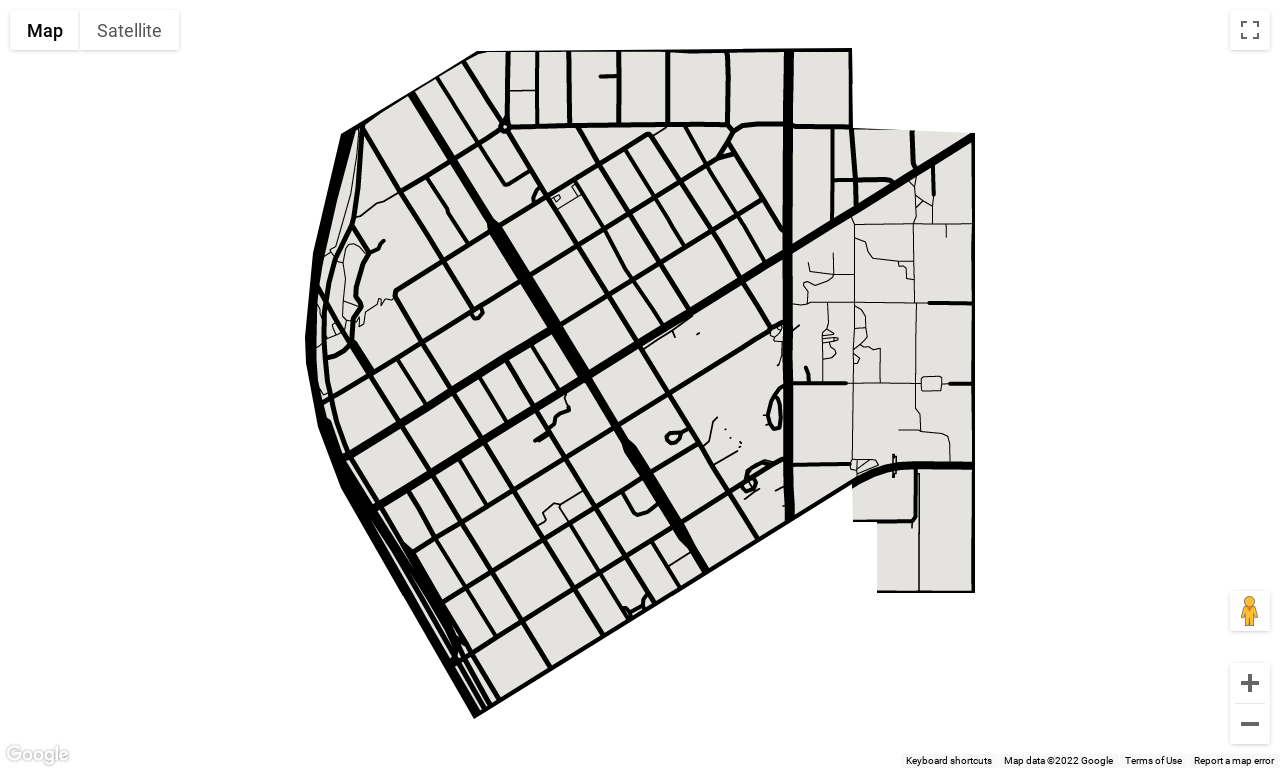 Map Satellite
Google
Keyboard shortcuts Map data ©2022 Google Terms of Use Report a map error